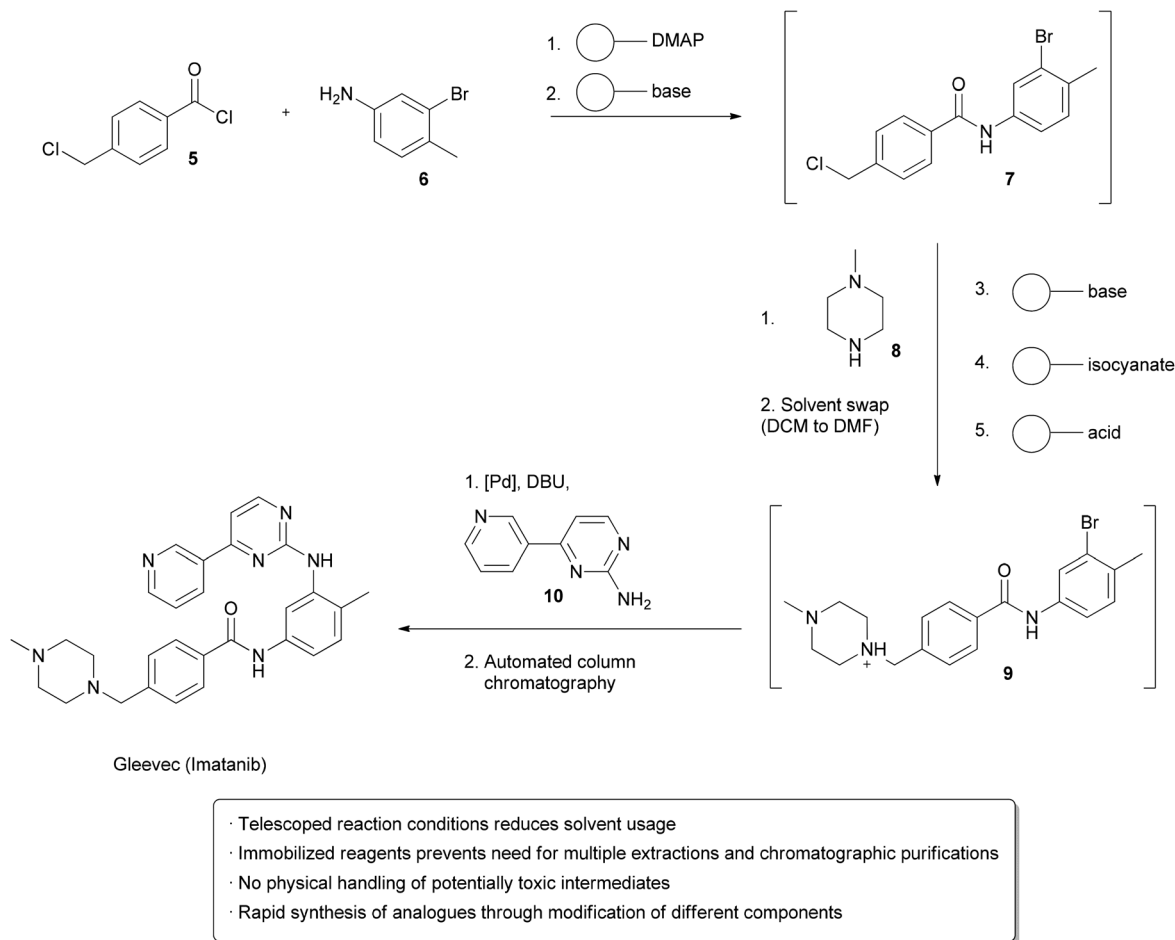 1. DMAP
2. base
O
Cl
Cl
5
+
H2N
Br
6
Br
O
N
H
Cl
7
1.
N
N
H
8
2. Solvent swap
(DCM to DMF)
3. base
4. isocyanate
5. acid
Br
O
N
H
N
NH
+
9
1. [Pd], DBU,
N
N
N
NH2
10
2. Automated column
chromatography
N
N
N
NH
O
N
H
N
N
Gleevec (Imatanib)
· Telescoped reaction conditions reduces solvent usage
· Immobilized reagents prevents need for multiple extractions and chromatographic purifications
· No physical handling of potentially toxic intermediates
· Rapid synthesis of analogues through modification of different components